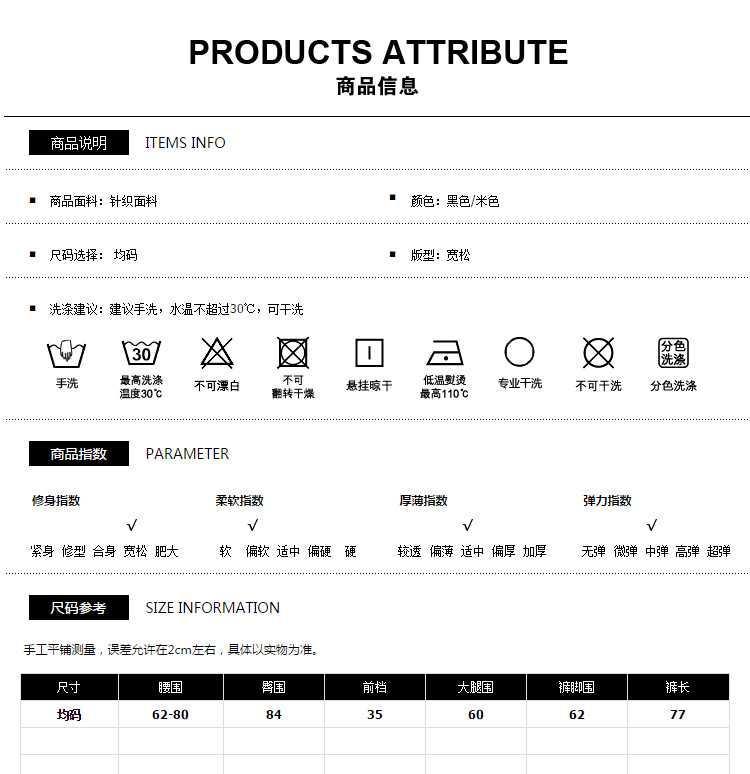 PRODUCTS ATTRIBUTE
商品信息
商品说明 ITEMS INFO
商品面料：针织面料 颜色：黑色/米色
尺码选择： 均码 版型：宽松
洗涤建议：建议手洗，水温不超过30℃，可干洗
30 分色
洗涤
手洗 最高洗涤 不可漂白 不可 悬挂晾干 低温熨烫 专业干洗 不可干洗 分色洗涤
温度30℃ 翻转干燥 最高110℃
商品指数 PARAMETER
修身指数 柔软指数 厚薄指数 弹力指数
√ √ √ √
紧身 修型 合身 宽松 肥大 软 偏软 适中 偏硬 硬 较透 偏薄 适中 偏厚 加厚 无弹 微弹 中弹 高弹 超弹
尺码参考 SIZE INFORMATION
手工平铺测量，误差允许在2cm左右，具体以实物为准。
尺寸 腰围 臀围 前档 大腿围 裤脚围 裤长
均码 62-80 84 35 60 62 77